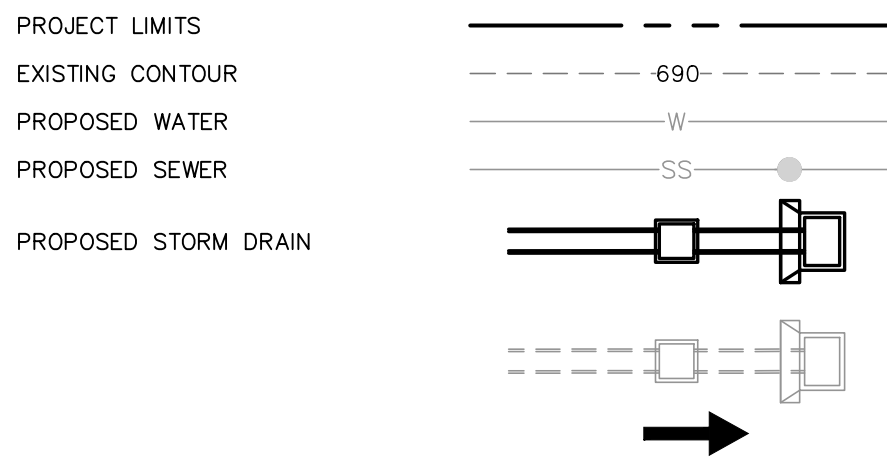 PROJECT LIMITS
EXISTING CONTOUR 690
PROPOSED WATER W
PROPOSED SEWER SS
PROPOSED STORM DRAIN